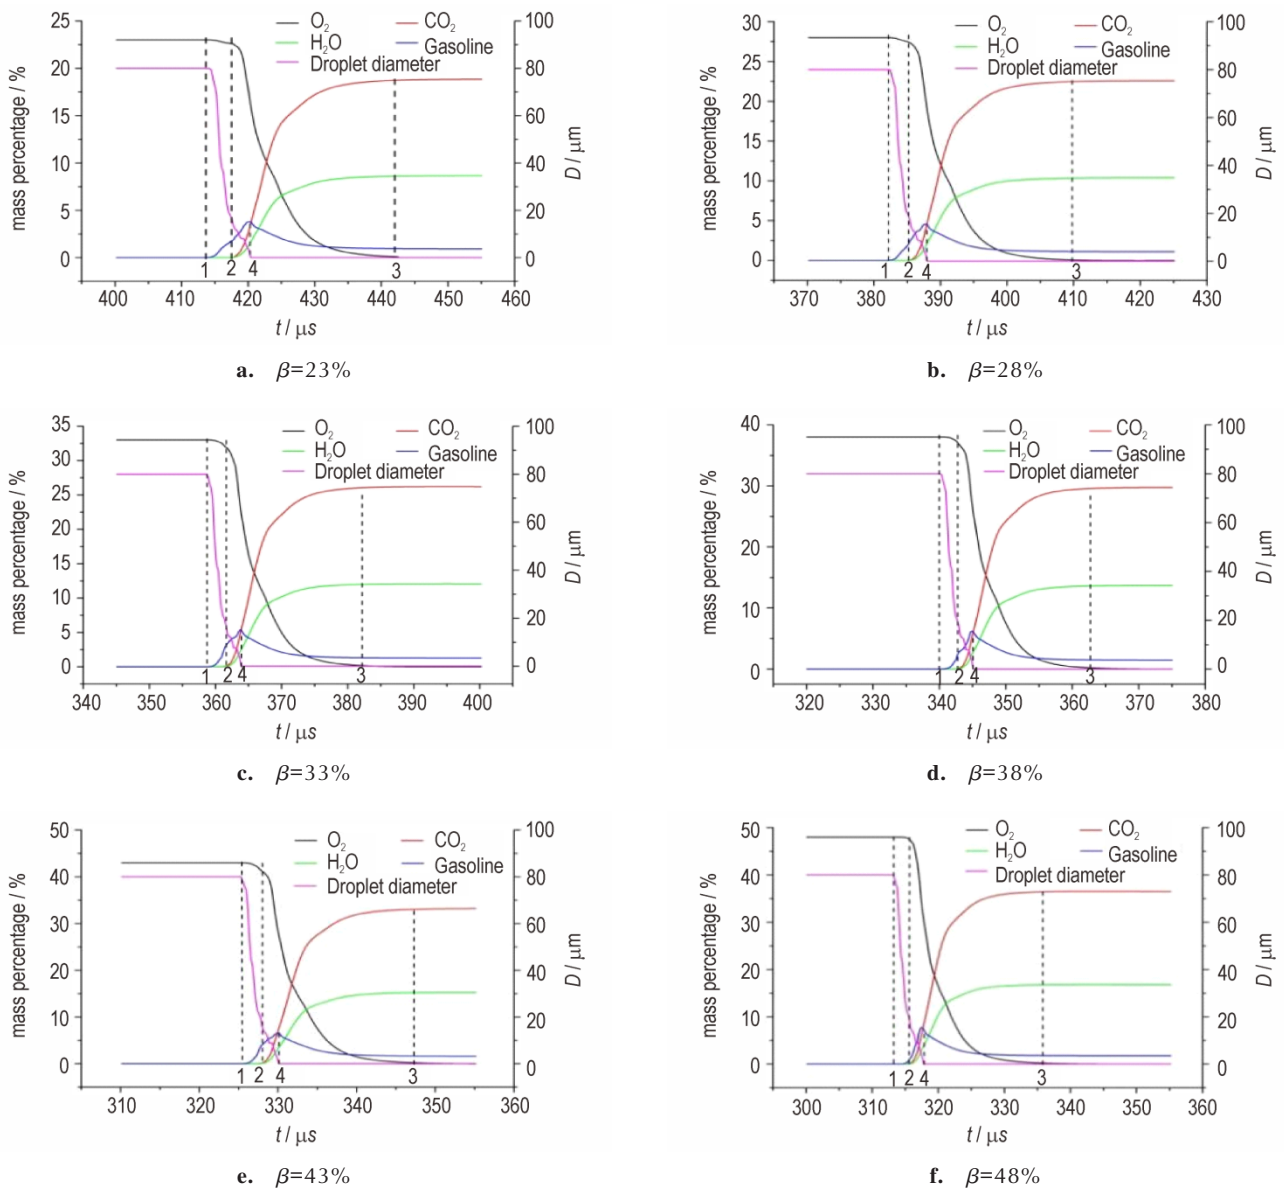 O2 CO2
H2O Gasoline
Droplet diameter
mass percentage / %
25
20
15
10
5
0
100
80
60
40
20
0
D / μm
1 2 4 3
400 410 420 430 440 450 460
t / μs
a. β=23%
O2 CO2
H2O Gasoline
Droplet diameter
mass percentage / %
30
25
20
15
10
5
0
100
80
60
40
20
0
D / μm
1 2 4 3
370 380 390 400 410 420 430
t / μs
b. β=28%
O2 CO2
H2O Gasoline
Droplet diameter
mass percentage / %
35
30
25
20
15
10
5
0
100
80
60
40
20
0
D / μm
1 2 4 3
340 350 360 370 380 390 400
t / μs
c. β=33%
O2 CO2
H2O Gasoline
Droplet diameter
mass percentage / %
40
30
20
10
0
100
80
60
40
20
0
D / μm
1 2 4 3
320 330 340 350 360 375 380
t / μs
d. β=38%
O2 CO2
H2O Gasoline
Droplet diameter
mass percentage / %
50
40
30
20
10
0
100
80
60
40
20
0
D / μm
1 2 4 3
310 320 330 340 350 360
t / μs
e. β=43%
O2 CO2
H2O Gasoline
Droplet diameter
mass percentage / %
50
40
30
20
10
0
100
80
60
40
20
0
D / μm
1 2 4 3
300 310 320 330 340 350 360
t / μs
f. β=48%